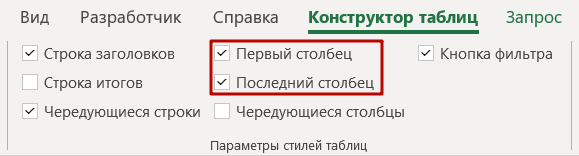 Вид Разработчик Справка Конструктор таблиц Запрос
Строка заголовков Первый столбец Кнопка фильтра
Строка итогов Последний столбец
Чередующиеся строки Чередующиеся столбцы
Параметры стилей таблиц